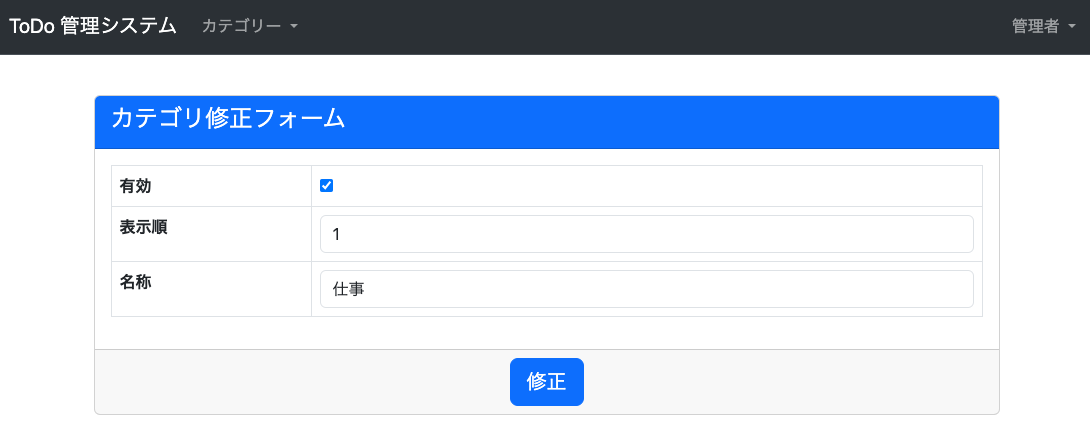 ToDo 管理システム カテゴリー 管理者
カテゴリ修正フォーム
有効
表示順 1
名称 仕事
修正